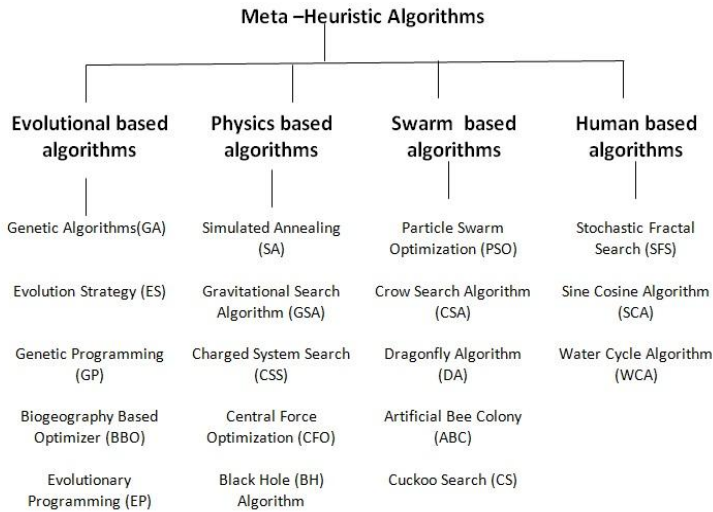 Meta –Heuristic Algorithms
Evolutional based
algorithms
Genetic Algorithms(GA)
Evolution Strategy (ES)
Genetic Programming
(GP)
Biogeography Based
Optimizer (BBO)
Evolutionary
Programming (EP)
Physics based
algorithms
Simulated Annealing
(SA)
Gravitational Search
Algorithm (GSA)
Charged System Search
(CSS)
Central Force
Optimization (CFO)
Black Hole (BH)
Algorithm
Swarm based
algorithms
Particle Swarm
Optimization (PSO)
Crow Search Algorithm
(CSA)
Dragonfly Algorithm
(DA)
Artificial Bee Colony
(ABC)
Cuckoo Search (CS)
Human based
algorithms
Stochastic Fractal
Search (SFS)
Sine Cosine Algorithm
(SCA)
Water Cycle Algorithm
(WCA)